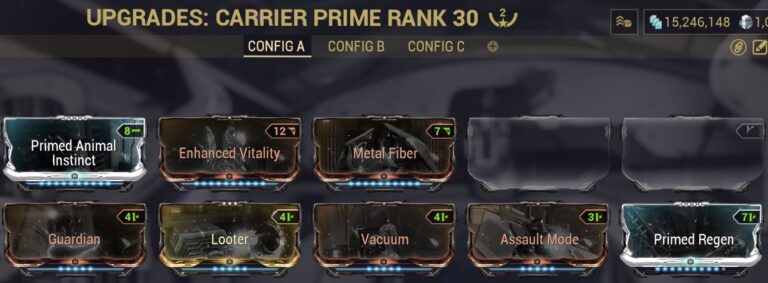 UPGRADES: CARRIER PRIME RANK 30
15,246,148
CONFIG A CONFIG B CONFIG C
8 12 7
Primed Animal
Instinct
Enhanced Vitality Metal Fiber
4 4 4 3 7
Guardian Looter Vacuum Assault Mode Primed Regen